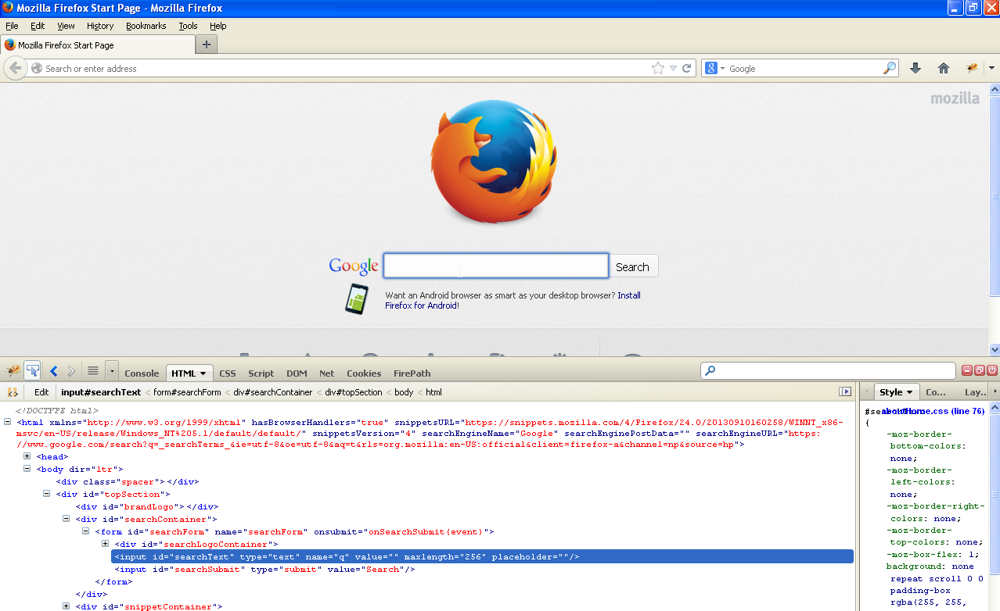 Mozilla Firefox Start Page - Mozilla Firefox
File Edit View History Bookmarks Tools Help
Mozilla Firefox Start Page +
Search or enter address
8 Google
mozilla
Google
Search
Want an Android browser as smart as your desktop browser? Install
Firefox for Android!
Console HTML CSS Script DOM Net Cookies FirePath
Edit input#searchText < form#searchForm < div#searchContainer < div#topSection < body < html
Style Co... Lay...
<!DOCTYPE html>
<html xmlns="http://www.w3.org/1999/xhtml" hasBrowserHandlers="true" snippetsURL="https://snippets.mozilla.com/4/Firefox/24.0/20130910160258/WINNT_x86-
msvc/en-US/release/Windows_NT%205.1/default/default/" snippetsVersion="4" searchEngineName="Google" searchEnginePostData="" searchEngineURL="https:
//www.google.com/search?q=_searchTerms_&ie=utf-8&oe=utf-8&aq=t&rls=org.mozilla:en-US:official&client=firefox-a&channel=np&source=hp">
<head>
<body dir="ltr">
<div class="spacer"></div>
<div id="topSection">
<div id="brandLogo"></div>
<div id="searchContainer">
<form id="searchForm" name="searchForm" onsubmit="onSearchSubmit(event)">
<div id="searchLogoContainer">
<input id="searchText" type="text" name="q" value="" maxlength="256" placeholder=""/>
<input id="searchSubmit" type="submit" value="Search"/>
</form>
</div>
<div id="snippetContainer">
aboutHome.css (line 76)
{
-moz-border-
bottom-colors:
none;
-moz-border-
left-colors:
none;
-moz-border-right-
colors: none;
-moz-border-
top-colors: none;
-moz-box-flex: 1;
background: none
repeat scroll 0 0
padding-box
rgba(255, 255,